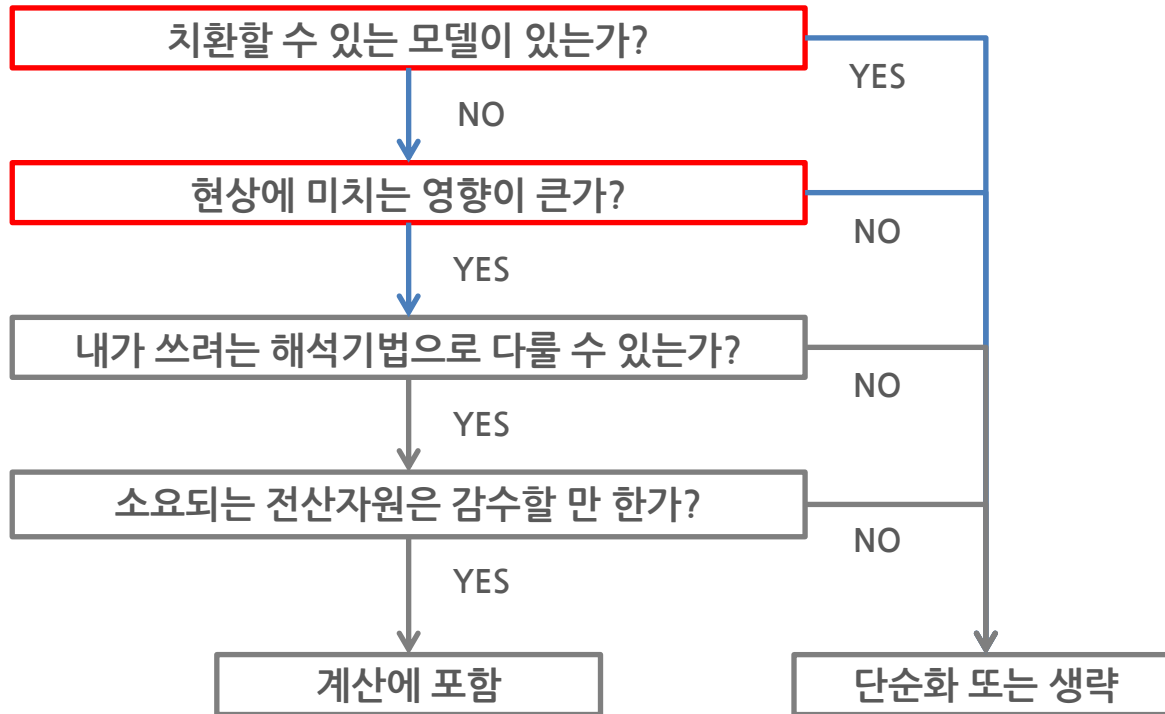 치환할 수 있는 모델이 있는가?
YES
NO
현상에 미치는 영향이 큰가?
NO
YES
내가 쓰려는 해석기법으로 다룰 수 있는가?
NO
YES
소요되는 전산자원은 감수할 만 한가?
NO
YES
계산에 포함
단순화 또는 생략